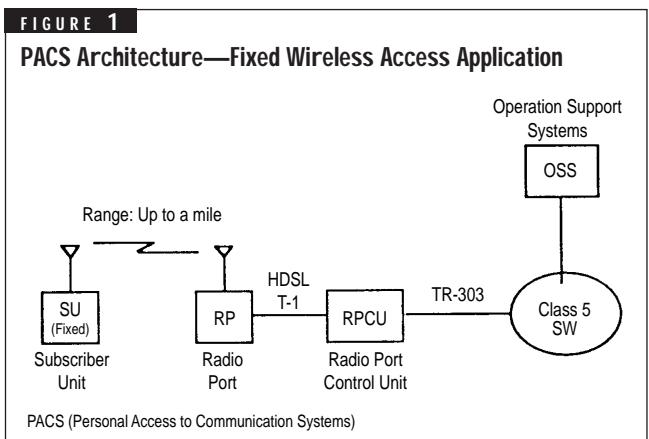 FIGURE 1
PACS Architecture—Fixed Wireless Access Application
Operation Support
Systems
OSS
Range: Up to a mile
SU
(Fixed)
Subscriber
Unit
RP
Radio
Port
HDSL
T-1
RPCU
Radio Port
Control Unit
TR-303
Class 5
SW
PACS (Personal Access to Communication Systems)